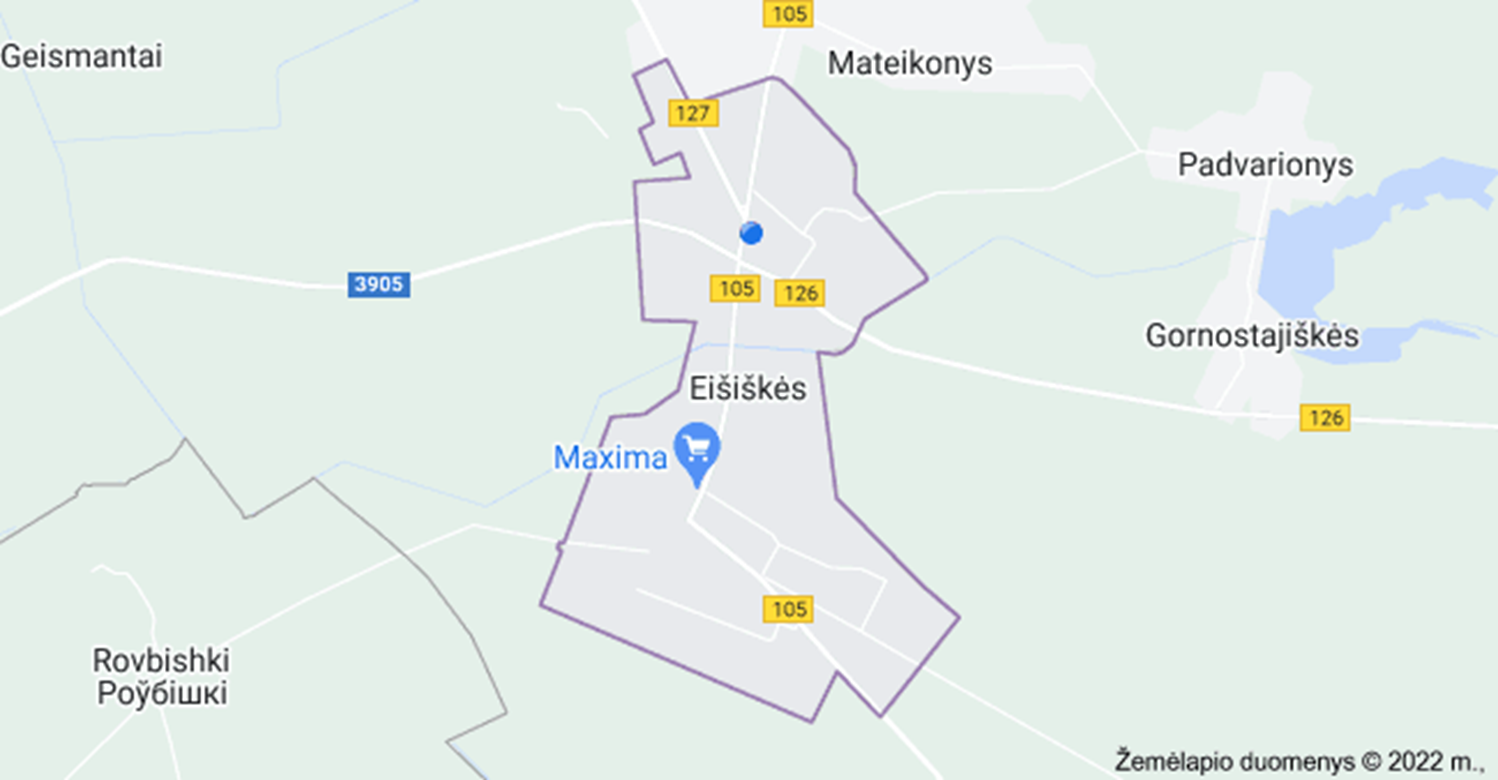 105
Geismantai
Mateikonys
127
Padvarionys
3905
105
126
Gornostajiškės
Eišiškės
126
Maxima
105
Rovbishki
Роўбішкі
Žemėlapio duomenys © 2022 m.,